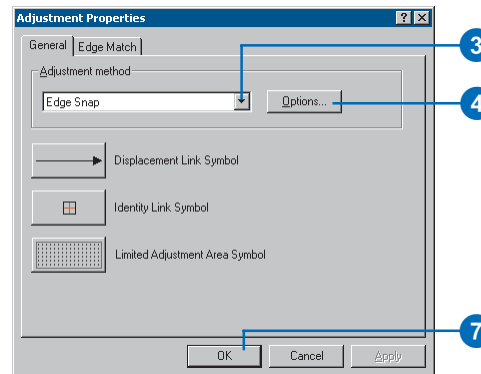 Adjustment Properties
General Edge Match
3
Adjustment method
Edge Snap Options...
4
Displacement Link Symbol
Identity Link Symbol
Limited Adjustment Area Symbol
7
OK Cancel Apply